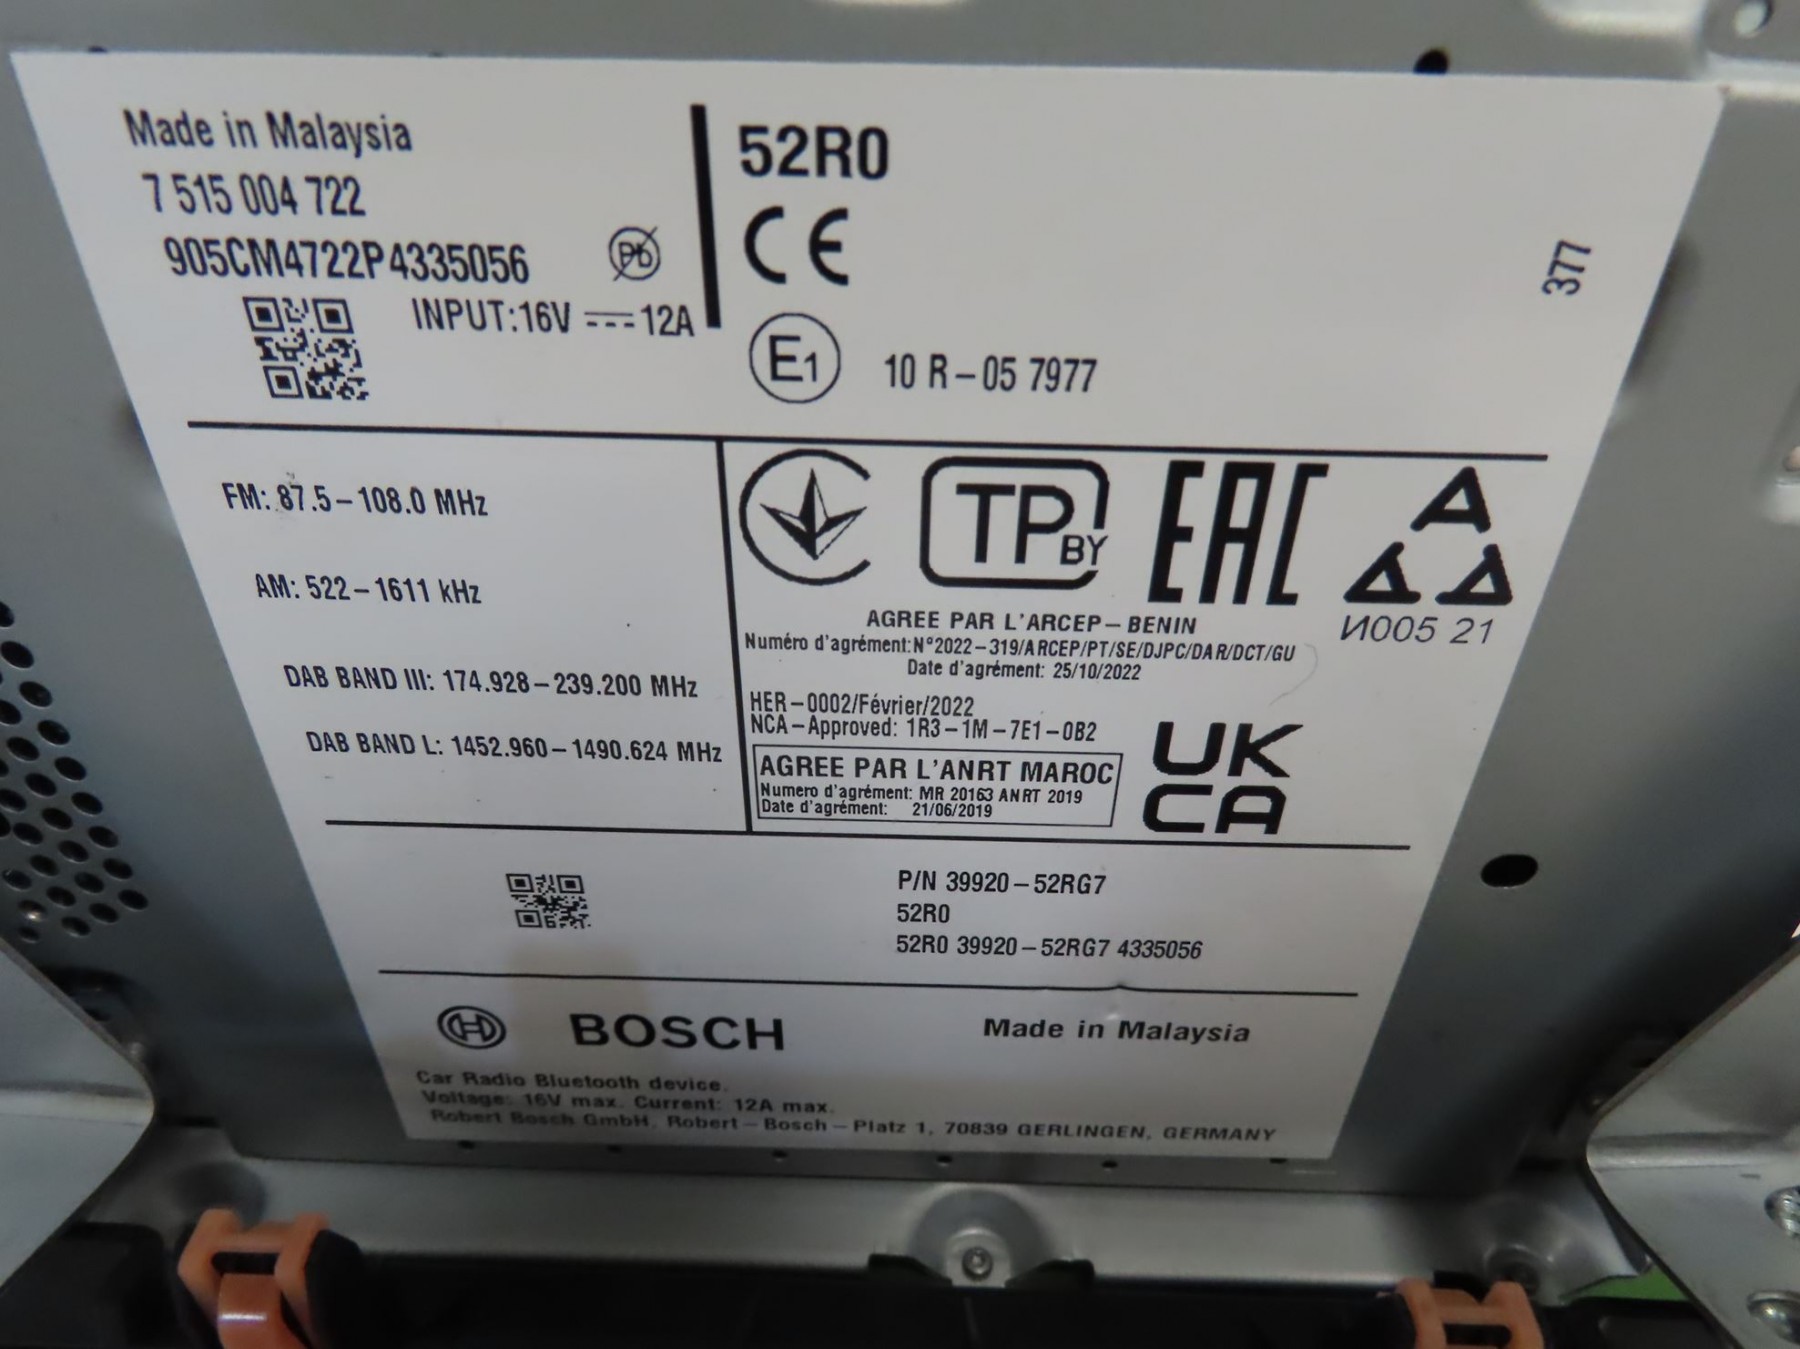 Made in Malaysia
7 515 004 722
905CM4722P4335056
Pb
INPUT:16V 12A
52R0
CE
E1
10 R-05 7977
377
FM: 87.5-108.0 MHz
AM: 522-1611 kHz
DAB BAND III: 174.928-239.200 MHz
DAB BAND L: 1452.960-1490.624 MHz
TP BY
EAC
И005 21
AGREE PAR L'ARCEP-BENIN
Numéro d'agrément:N°2022-319/ARCEP/PT/SE/DJPC/DAR/DCT/GU
Date d'agrément: 25/10/2022
HER-0002/Février/2022
NCA-Approved: 1R3-1M-7E1-0B2
AGREE PAR L'ANRT MAROC
Numero d'agrément: MR 20163 ANRT 2019
Date d'agrément: 21/06/2019
UK
CA
P/N 39920-52RG7
52R0
52R0 39920-52RG7 4335056
BOSCH
Made in Malaysia
Car Radio Bluetooth device.
Voltage: 16V max. Current: 12A max.
Robert Bosch GmbH, Robert-Bosch-Platz 1, 70839 GERLINGEN, GERMANY